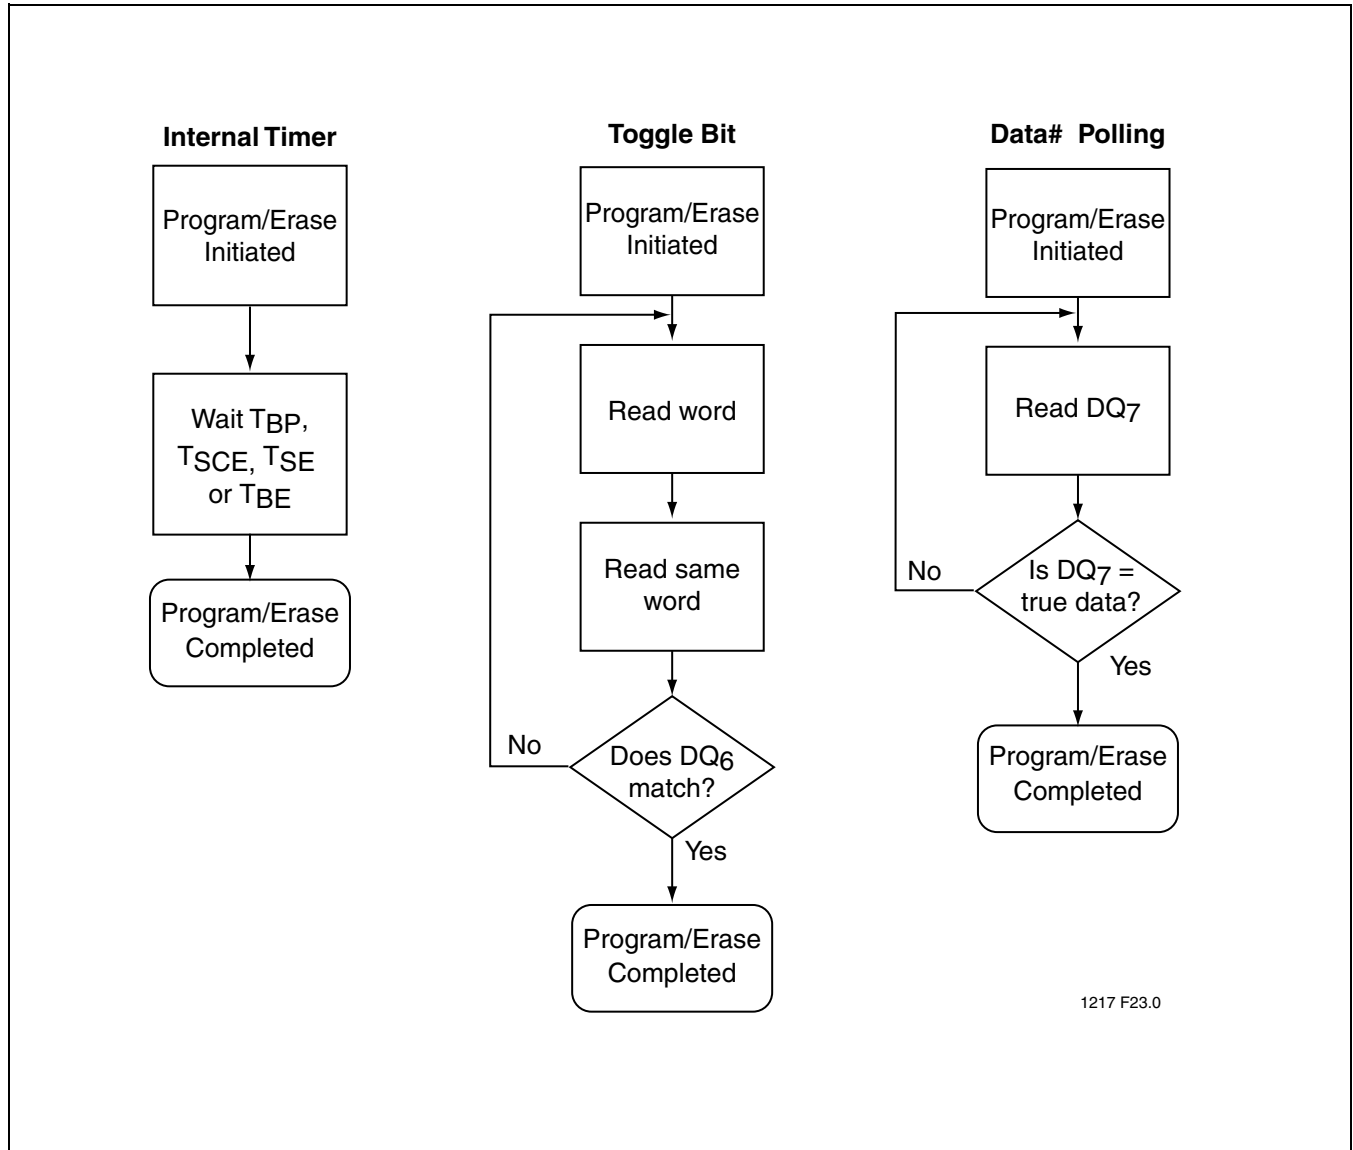 Internal Timer
Program/Erase
Initiated
Wait TBP,
TSCE, TSE
or TBE
Program/Erase
Completed
Toggle Bit
Program/Erase
Initiated
Read word
Read same
word
Does DQ6
match?
No
Yes
Program/Erase
Completed
Data# Polling
Program/Erase
Initiated
Read DQ7
Is DQ7 =
true data?
No
Yes
Program/Erase
Completed
1217 F23.0